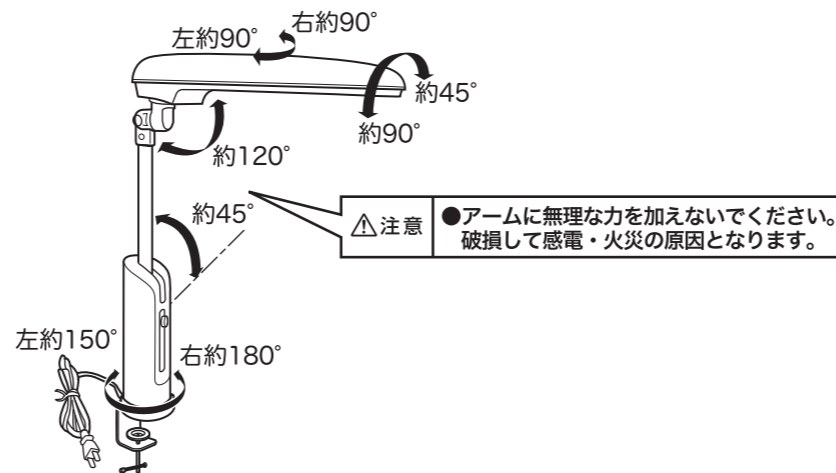 右約90°
左約90°
約45°
約90°
約120°
約45°
⚠注意
●アームに無理な力を加えないでください。
破損して感電・火災の原因となります。
左約150°
右約180°